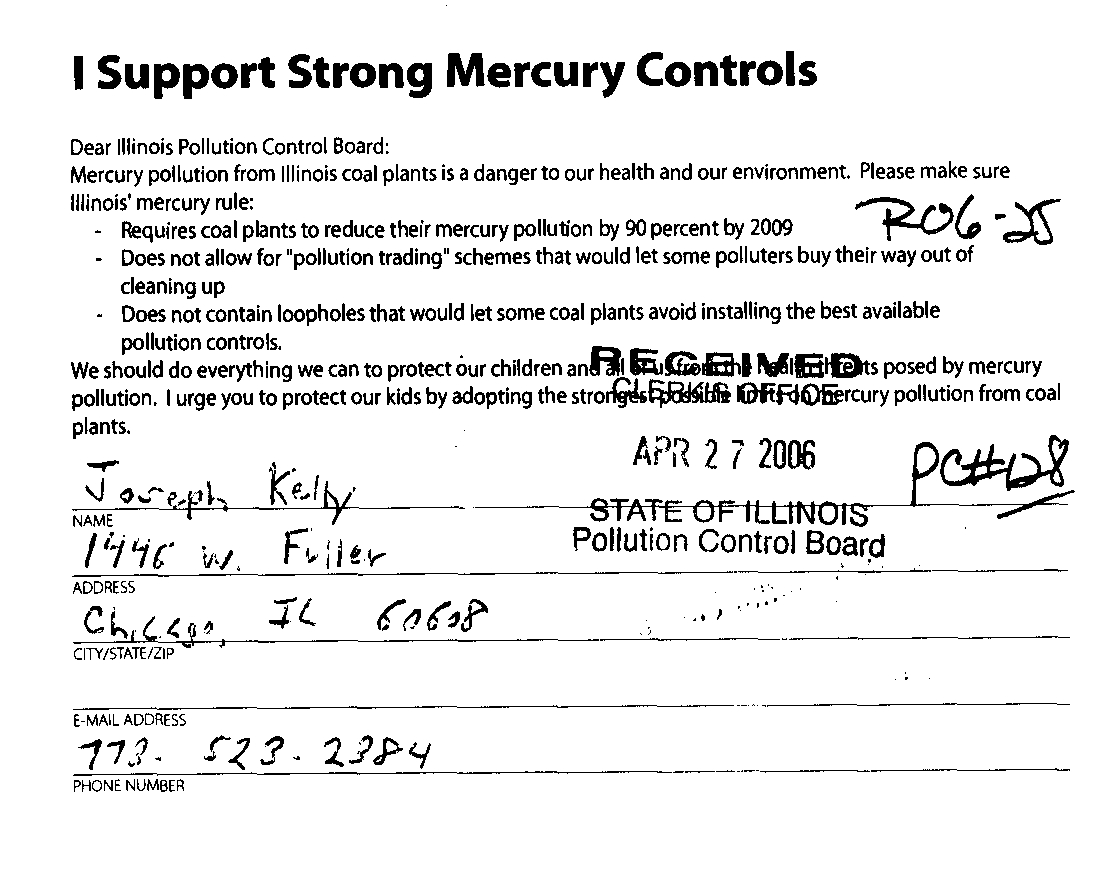 I Support Strong Mercury Controls
Dear Illinois Pollution Control Board:
Mercury pollution from Illinois coal plants is a danger to our health and our environment. Please make sure
Illinois' mercury rule:
- Requires coal plants to reduce their mercury pollution by 90 percent by 2009
R06-25
- Does not allow for "pollution trading" schemes that would let some polluters buy their way out of
cleaning up
- Does not contain loopholes that would let some coal plants avoid installing the best available
pollution controls.
We should do everything we can to protect our children and all of us from the health threats posed by mercury
RECEIVED
pollution. I urge you to protect our kids by adopting the strongest possible limits on mercury pollution from coal
CLERK'S OFFICE
plants.
APR 27 2006
PC#128
Joseph Kelly
NAME
STATE OF ILLINOIS
Pollution Control Board
1446 W. Fuller
ADDRESS
Chicago, IL 60608
CITY/STATE/ZIP
E-MAIL ADDRESS
773. 523. 2384
PHONE NUMBER